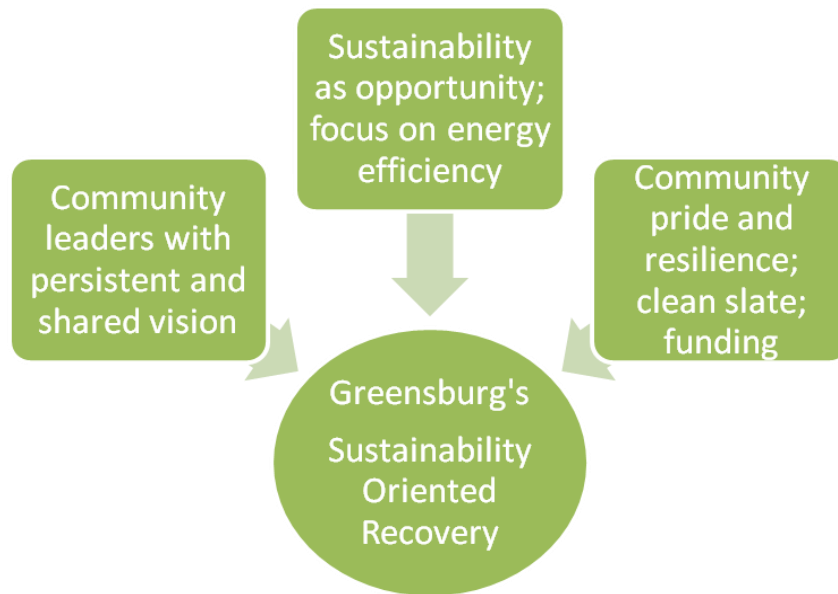 Sustainability
as opportunity;
focus on energy
efficiency
Community
leaders with
persistent and
shared vision
Community
pride and
resilience;
clean slate;
funding
Greensburg's
Sustainability
Oriented
Recovery